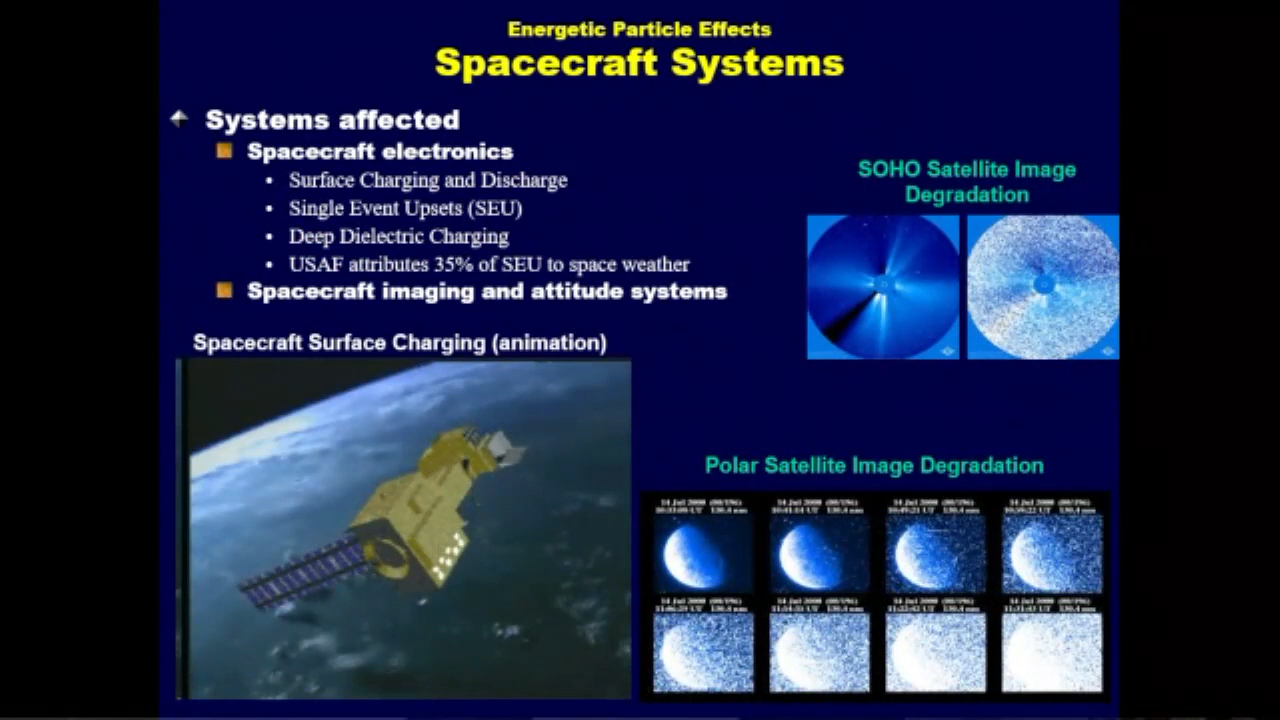 Energetic Particle Effects
Spacecraft Systems
Systems affected
Spacecraft electronics
• Surface Charging and Discharge
• Single Event Upsets (SEU)
• Deep Dielectric Charging
• USAF attributes 35% of SEU to space weather
Spacecraft imaging and attitude systems
SOHO Satellite Image
Degradation
Spacecraft Surface Charging (animation)
Polar Satellite Image Degradation